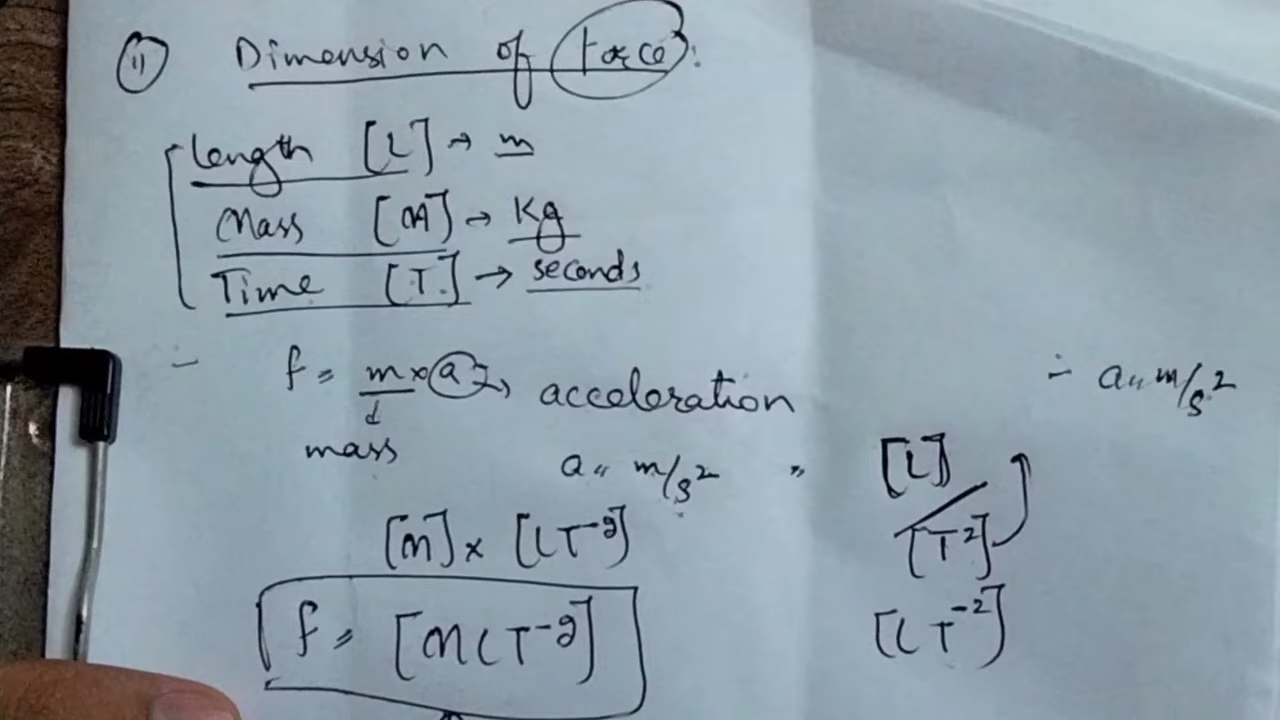 (11) Dimension of Force:
Length [L] → m
Mass [M] → Kg
Time [T] → seconds
- f = m x a → acceleration
mass
- a = m/s²
a = m/s² = [L] / [T²]
[LT⁻²]
[M] x [LT⁻²]
f = [MLT⁻²]